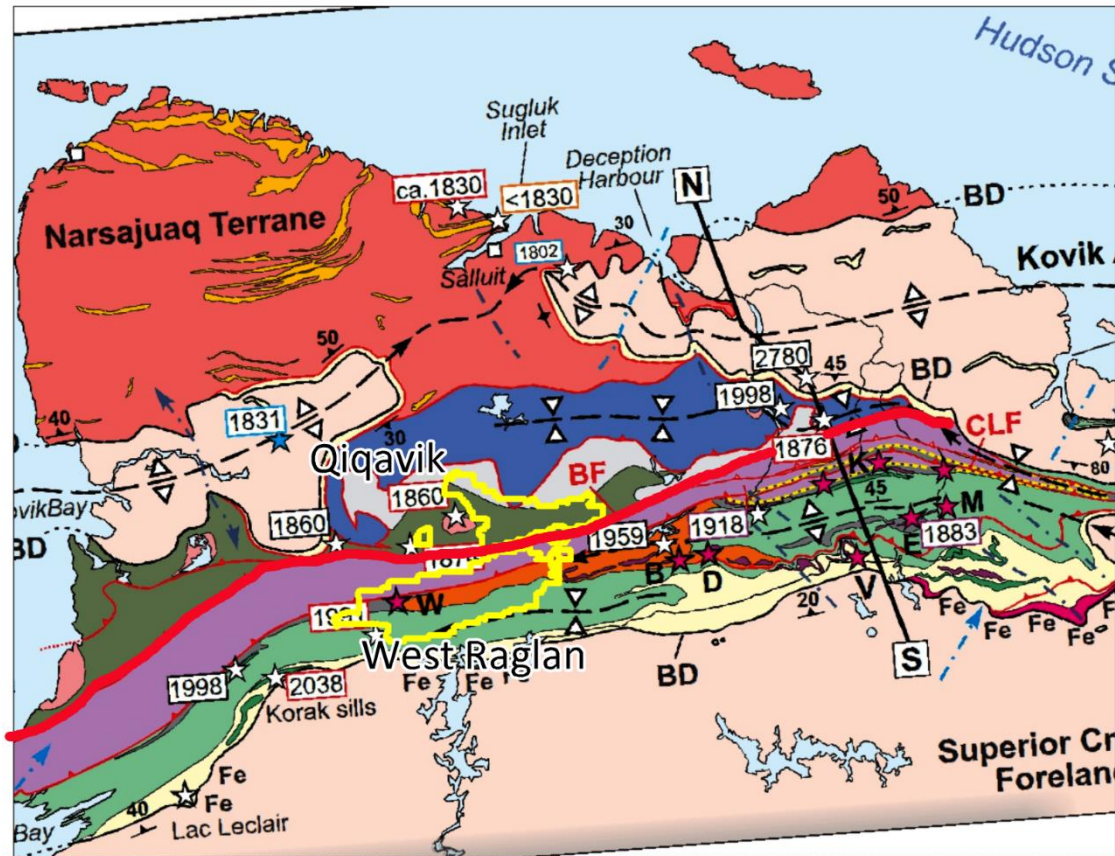 Hudson S
Sugluk
Inlet
Deception
Harbour
N
BD
50
ca.1830
<1830
30
Narsajuaq Terrane
1802
Salluit
Kovik
50
2780
45
BD
40
1831
1998
30
Qiqavik
1876
CLF
BF
K
80
ovikBay
1860
45
M
BD
1860
1959
1918
E
1883
187
B
D
V
W
199
20
Fe
Fe
Fe
Fe
West Raglan
S
1998
2038
Fe
Fe
BD
Korak sills
Superior Cr
Forelan
Fe
Fe
40
Bay
Lac Leclair